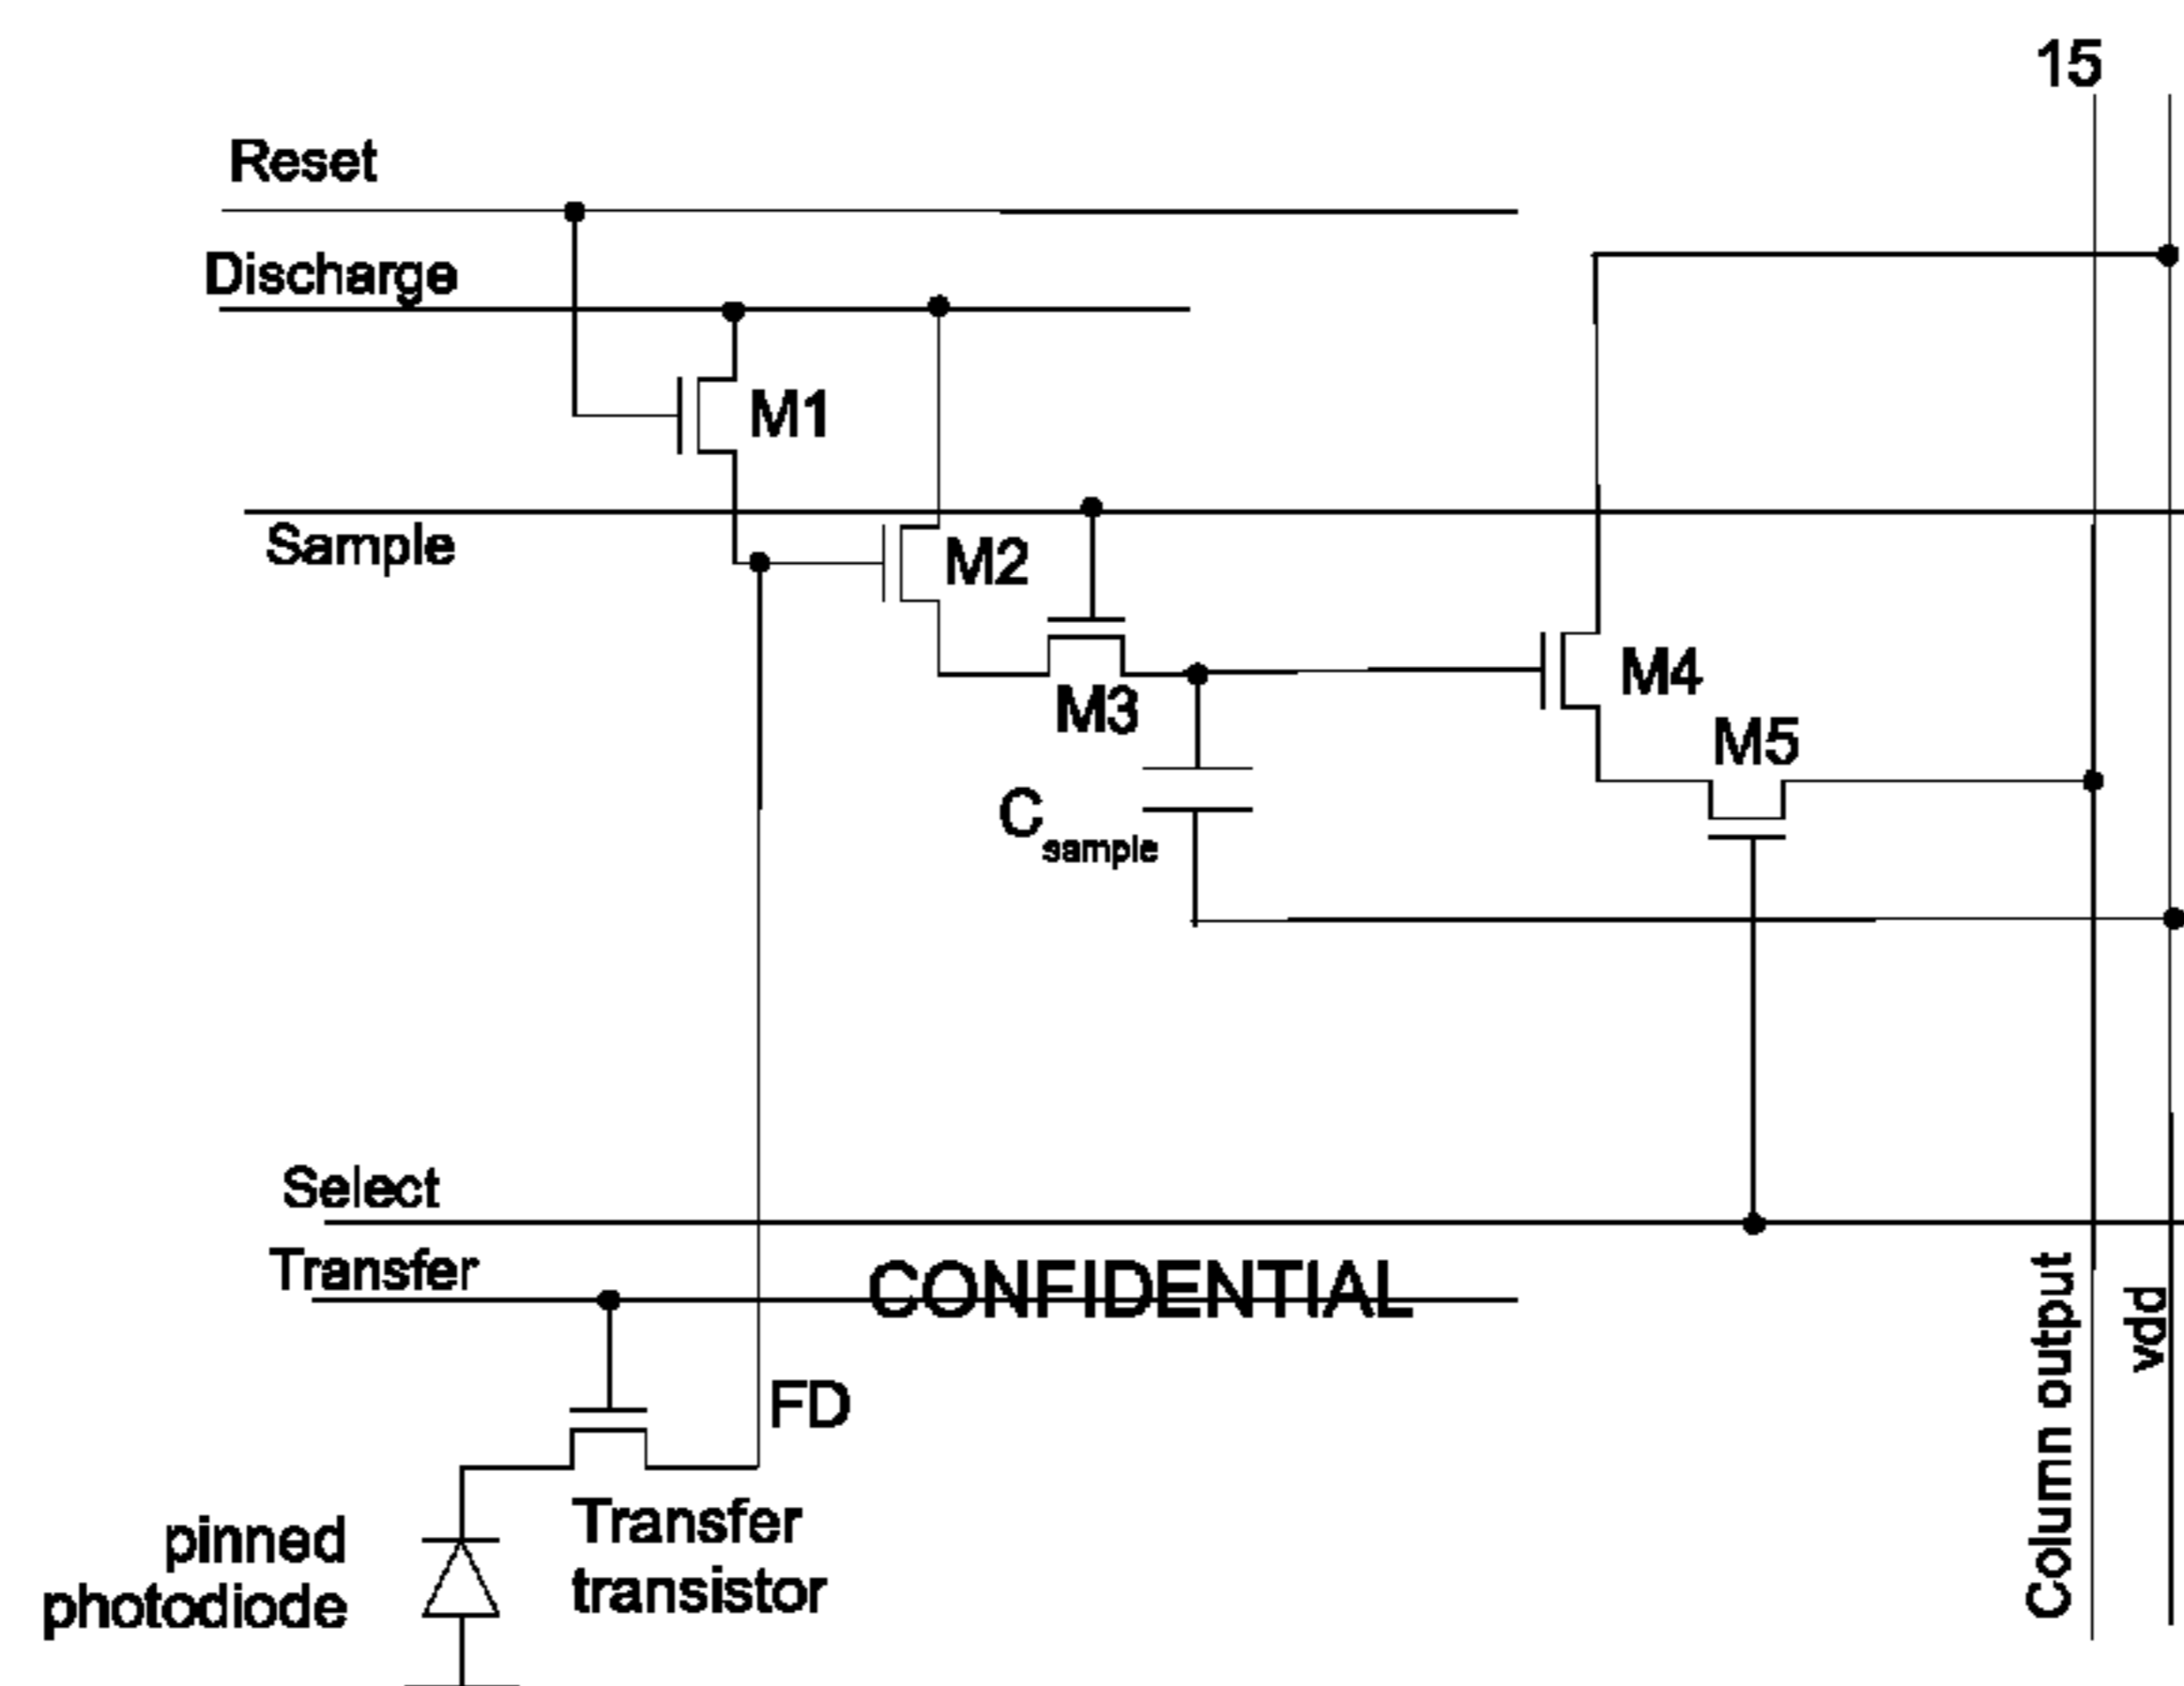 15
Reset
Discharge
M1
Sample
M2
M4
M3
M5
Csample
Select
Transfer
CONFIDENTIAL
Column output
vdd
FD
Transfer
transistor
pinned
photodiode